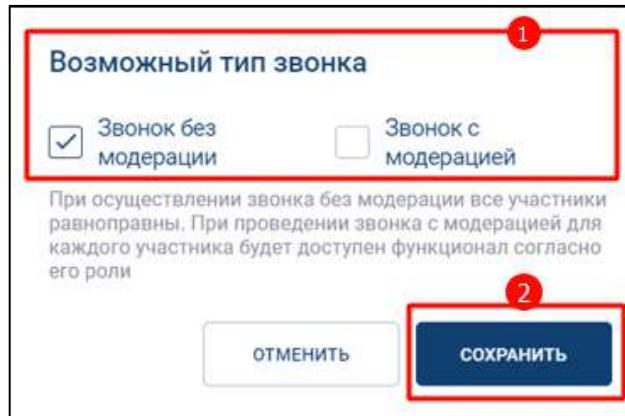 1
Возможный тип звонка
Звонок без
модерации
Звонок с
модерацией
При осуществлении звонка без модерации все участники
равноправны. При проведении звонка с модерацией для
каждого участника будет доступен функционал согласно
его роли
2
ОТМЕНИТЬ
СОХРАНИТЬ